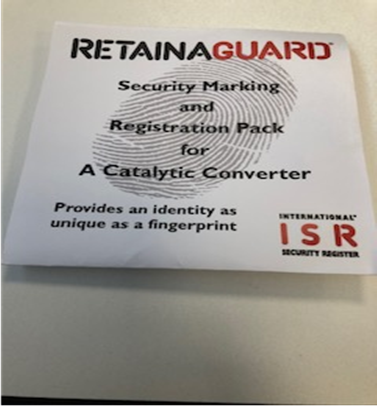 RETAINAGUARD
Security Marking
and
Registration Pack
for
A Catalytic Converter
Provides an identity as
unique as a fingerprint
INTERNATIONAL
ISR
SECURITY REGISTER